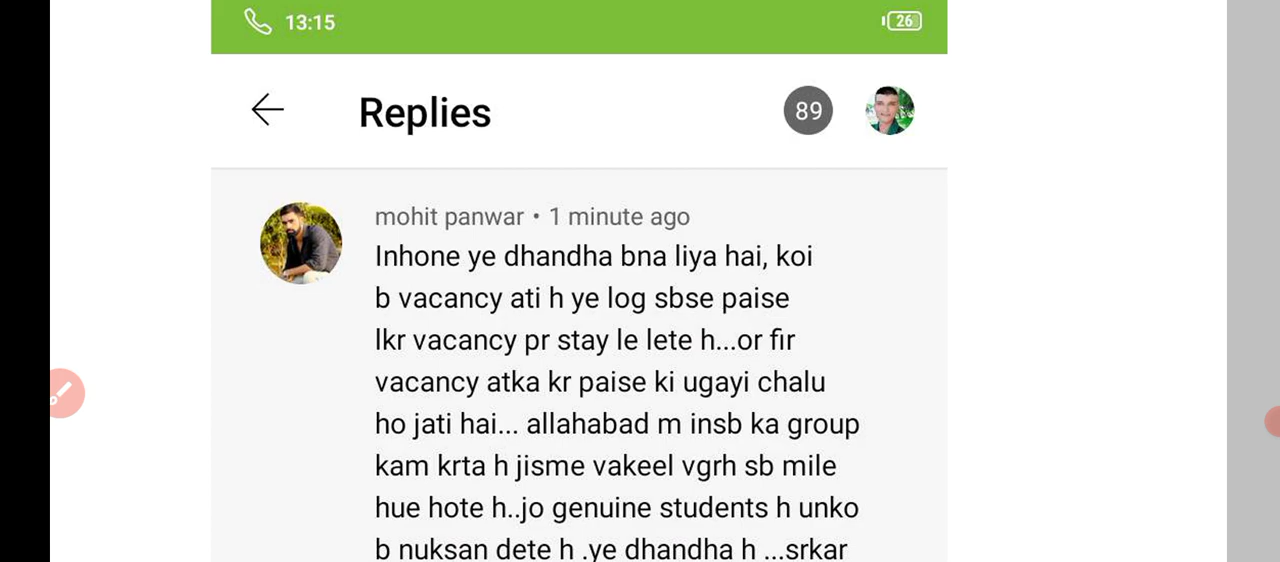 13:15
26
Replies
89
mohit panwar • 1 minute ago
Inhone ye dhandha bna liya hai, koi
b vacancy ati h ye log sbse paise
lkr vacancy pr stay le lete h...or fir
vacancy atka kr paise ki ugayi chalu
ho jati hai... allahabad m insb ka group
kam krta h jisme vakeel vgrh sb mile
hue hote h..jo genuine students h unko
b nuksan dete h .ye dhandha h ...srkar